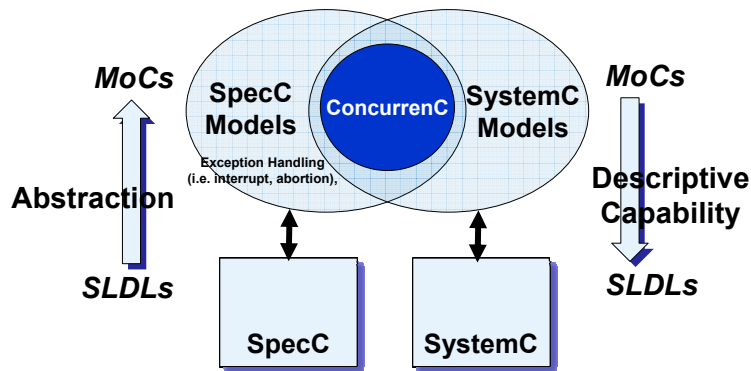 MoCs
SpecC
Models
ConcurrenC
SystemC
Models
MoCs
Exception Handling
(i.e. interrupt, abortion),
Abstraction
Descriptive
Capability
SLDLs
SLDLs
SpecC
SystemC